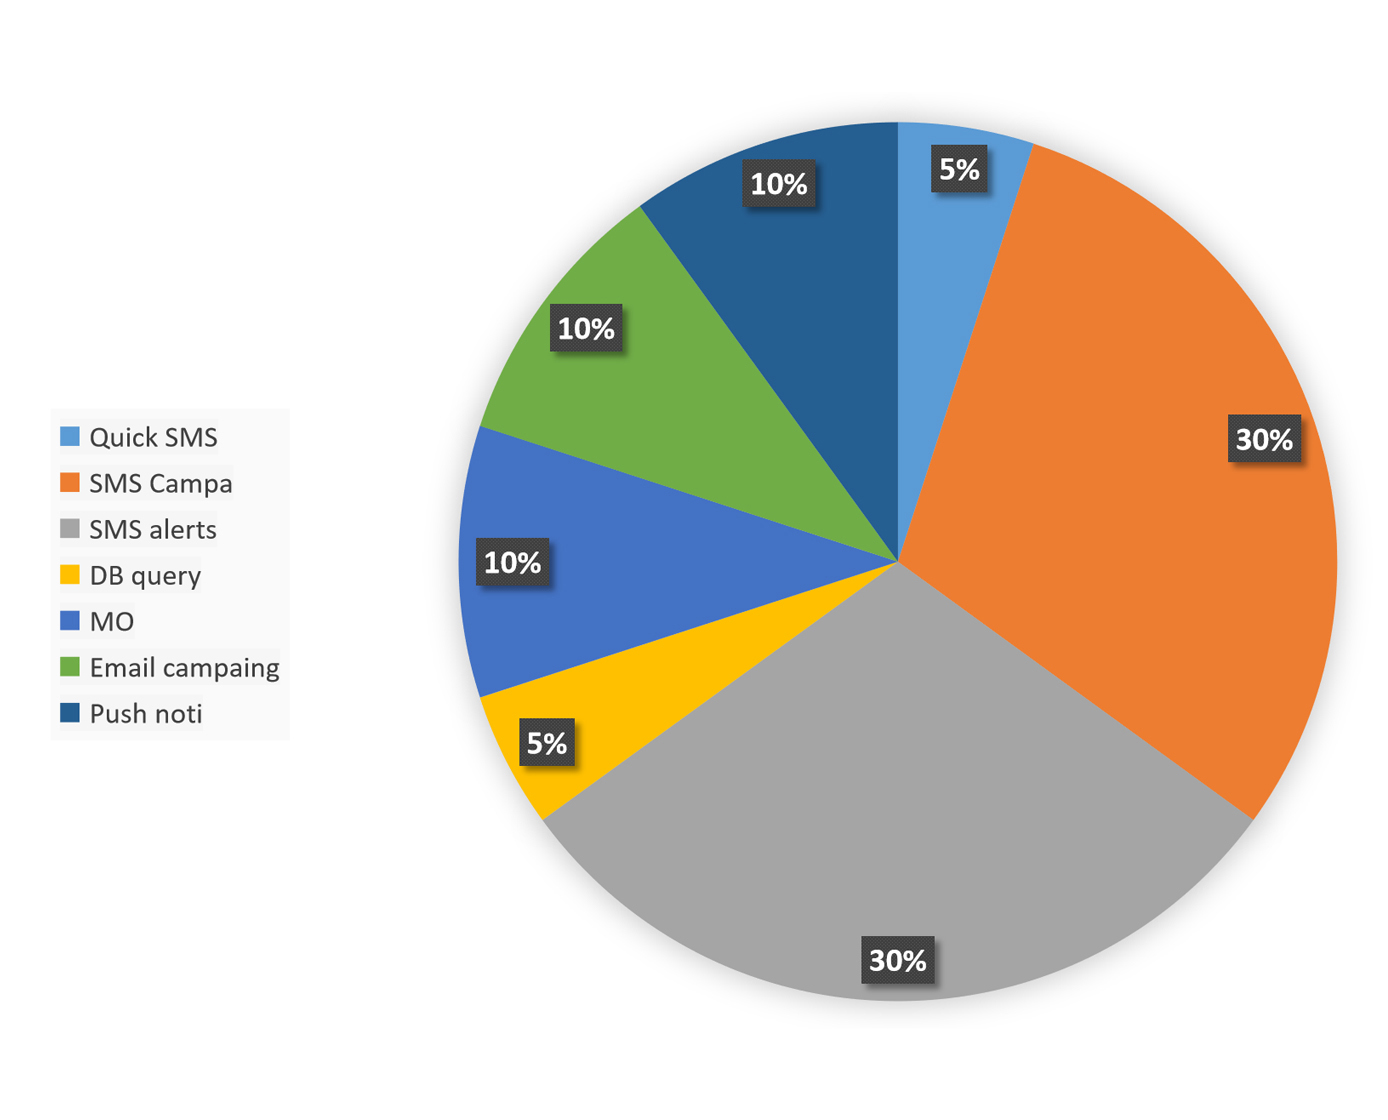 10%
5%
10%
30%
10%
5%
30%
Quick SMS
SMS Campa
SMS alerts
DB query
MO
Email campaing
Push noti